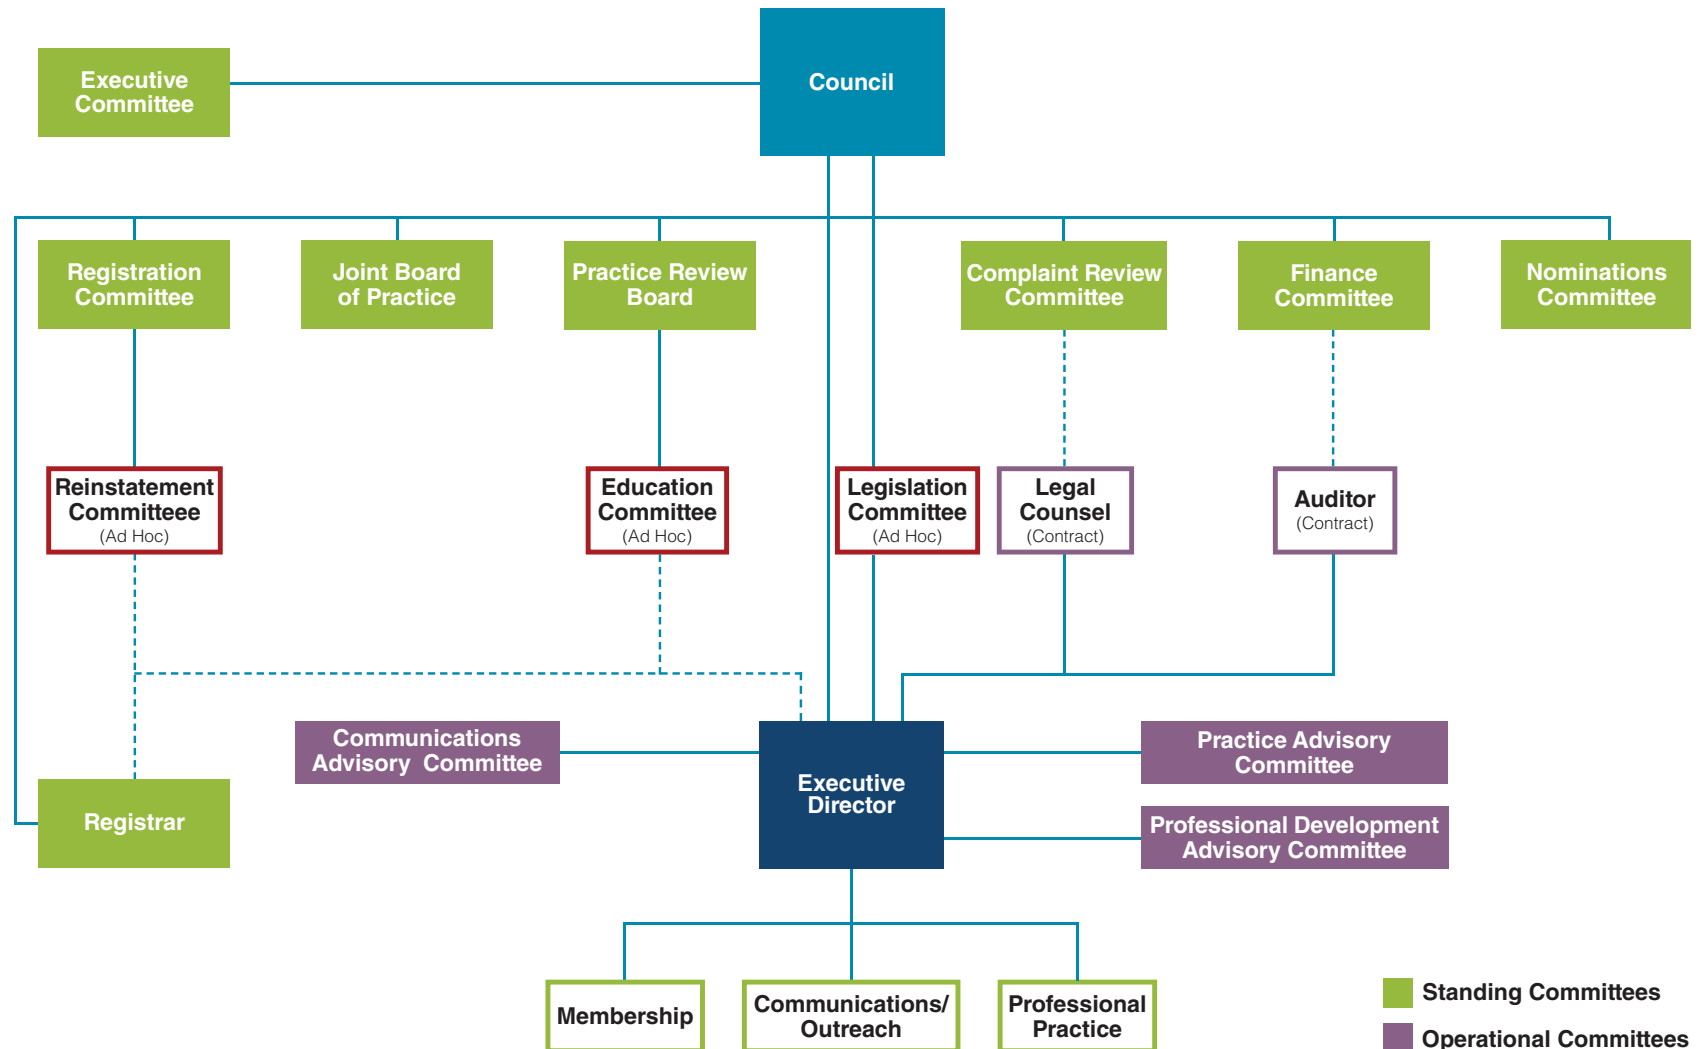 Executive
Committee
Council
Registration
Committee
Joint Board
of Practice
Practice Review
Board
Complaint Review
Committee
Finance
Committee
Nominations
Committee
Reinstatement
Committeee
(Ad Hoc)
Education
Committee
(Ad Hoc)
Legislation
Committee
(Ad Hoc)
Legal
Counsel
(Contract)
Auditor
(Contract)
Communications
Advisory Committee
Executive
Director
Practice Advisory
Committee
Registrar
Professional Development
Advisory Committee
Membership
Communications/
Outreach
Professional
Practice
Standing Committees
Operational Committees